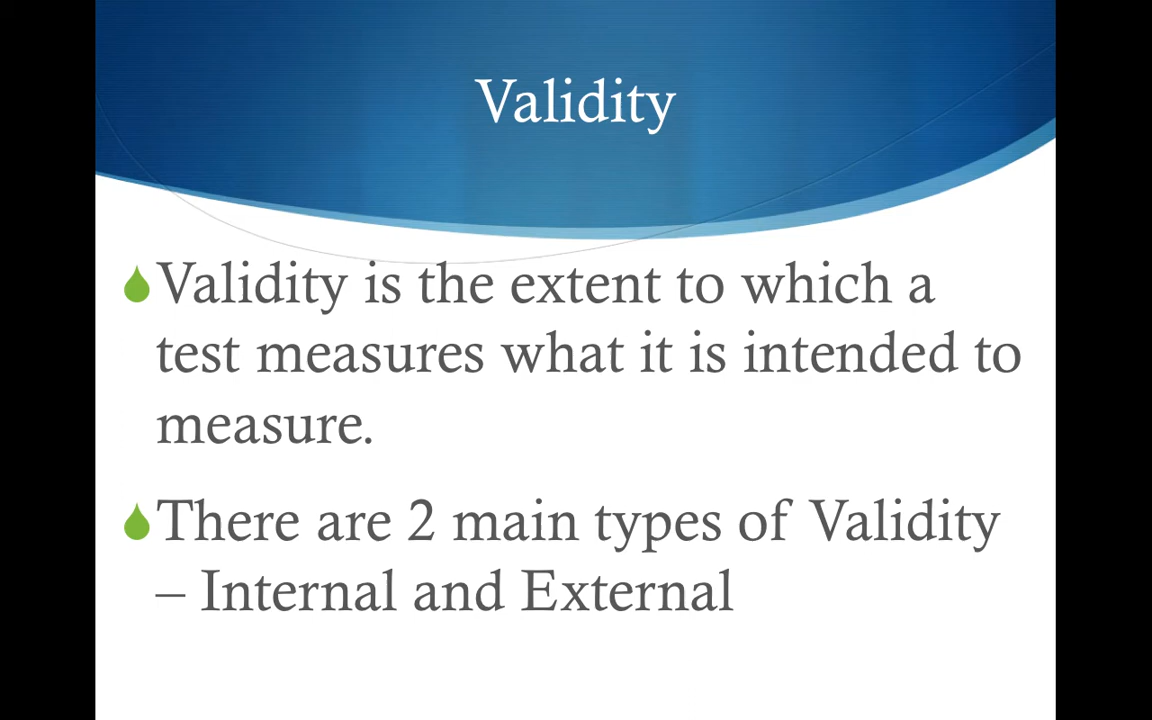 Validity
Validity is the extent to which a
test measures what it is intended to
measure.
There are 2 main types of Validity
– Internal and External